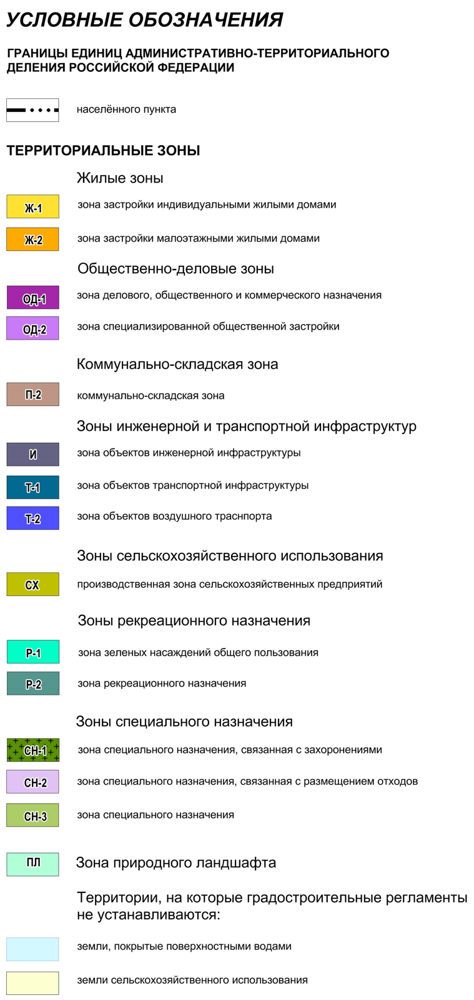 УСЛОВНЫЕ ОБОЗНАЧЕНИЯ
ГРАНИЦЫ ЕДИНИЦ АДМИНИСТРАТИВНО-ТЕРРИТОРИАЛЬНОГО
ДЕЛЕНИЯ РОССИЙСКОЙ ФЕДЕРАЦИИ
населённого пункта
ТЕРРИТОРИАЛЬНЫЕ ЗОНЫ
Жилые зоны
Ж-1 зона застройки индивидуальными жилыми домами
Ж-2 зона застройки малоэтажными жилыми домами
Общественно-деловые зоны
ОД-1 зона делового, общественного и коммерческого назначения
ОД-2 зона специализированной общественной застройки
Коммунально-складская зона
П-2 коммунально-складская зона
Зоны инженерной и транспортной инфраструктур
И зона объектов инженерной инфраструктуры
Т-1 зона объектов транспортной инфраструктуры
Т-2 зона объектов воздушного траснпорта
Зоны сельскохозяйственного использования
СХ производственная зона сельскохозяйственных предприятий
Зоны рекреационного назначения
Р-1 зона зеленых насаждений общего пользования
Р-2 зона рекреационного назначения
Зоны специального назначения
СН-1 зона специального назначения, связанная с захоронениями
СН-2 зона специального назначения, связанная с размещением отходов
СН-3 зона специального назначения
ПЛ Зона природного ландшафта
Территории, на которые градостроительные регламенты
не устанавливаются:
земли, покрытые поверхностными водами
земли сельскохозяйственного использования